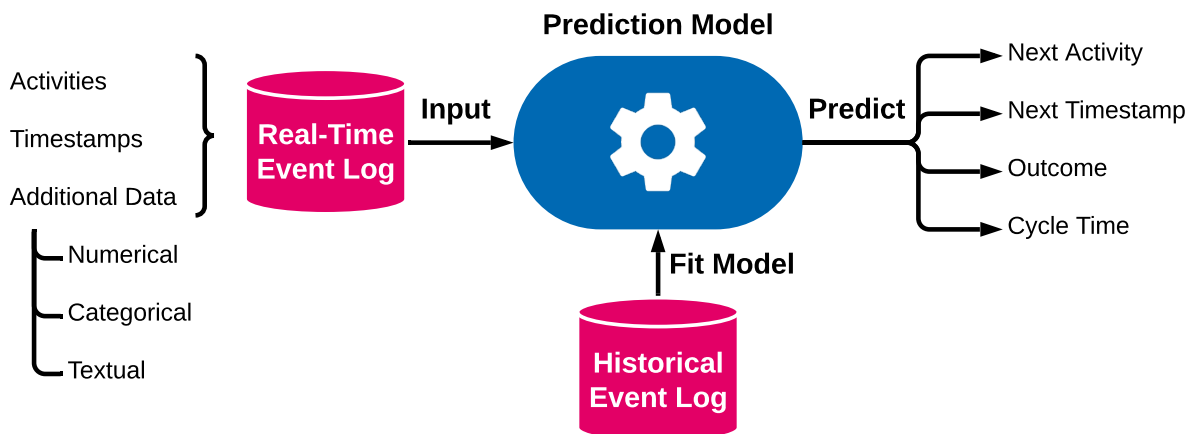 Prediction Model
Activities
Timestamps
Additional Data
Numerical
Categorical
Textual
Real-Time
Event Log
Input
Predict
Next Activity
Next Timestamp
Outcome
Cycle Time
Fit Model
Historical
Event Log